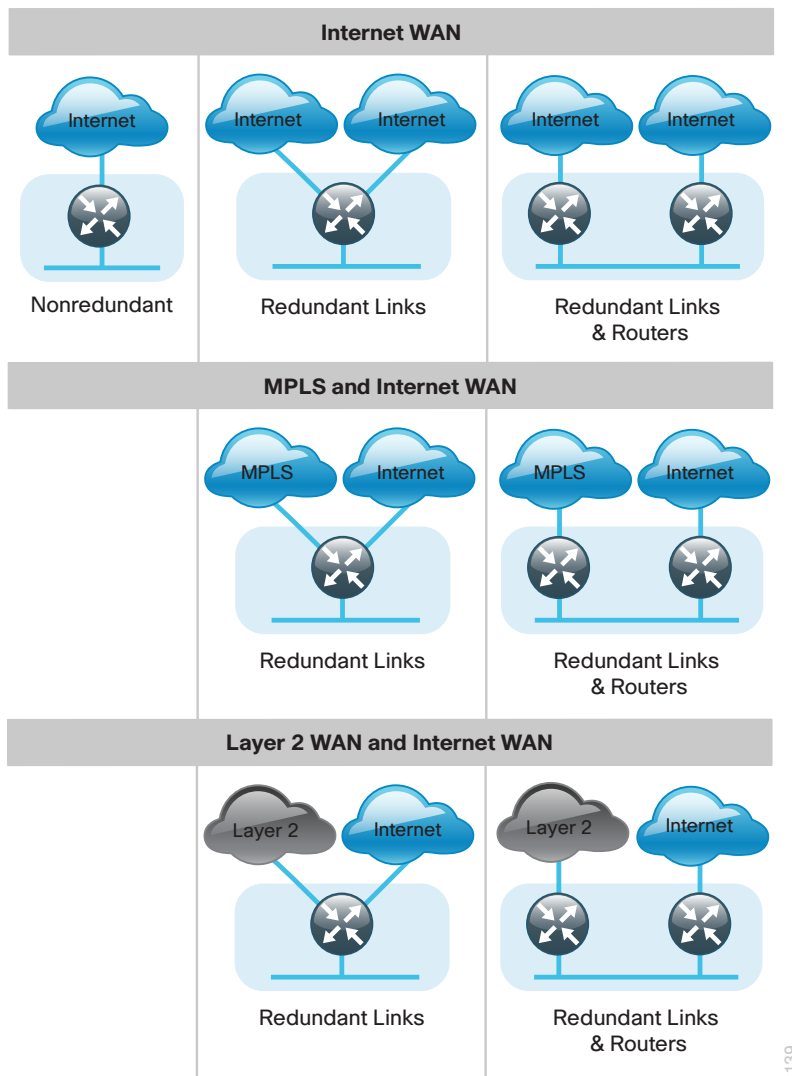 Internet WAN
Internet
Internet
Internet
Internet
Internet
Nonredundant
Redundant Links
Redundant Links
& Routers
MPLS and Internet WAN
MPLS
Internet
MPLS
Internet
Redundant Links
Redundant Links
& Routers
Layer 2 WAN and Internet WAN
Layer 2
Internet
Layer 2
Internet
Redundant Links
Redundant Links
& Routers